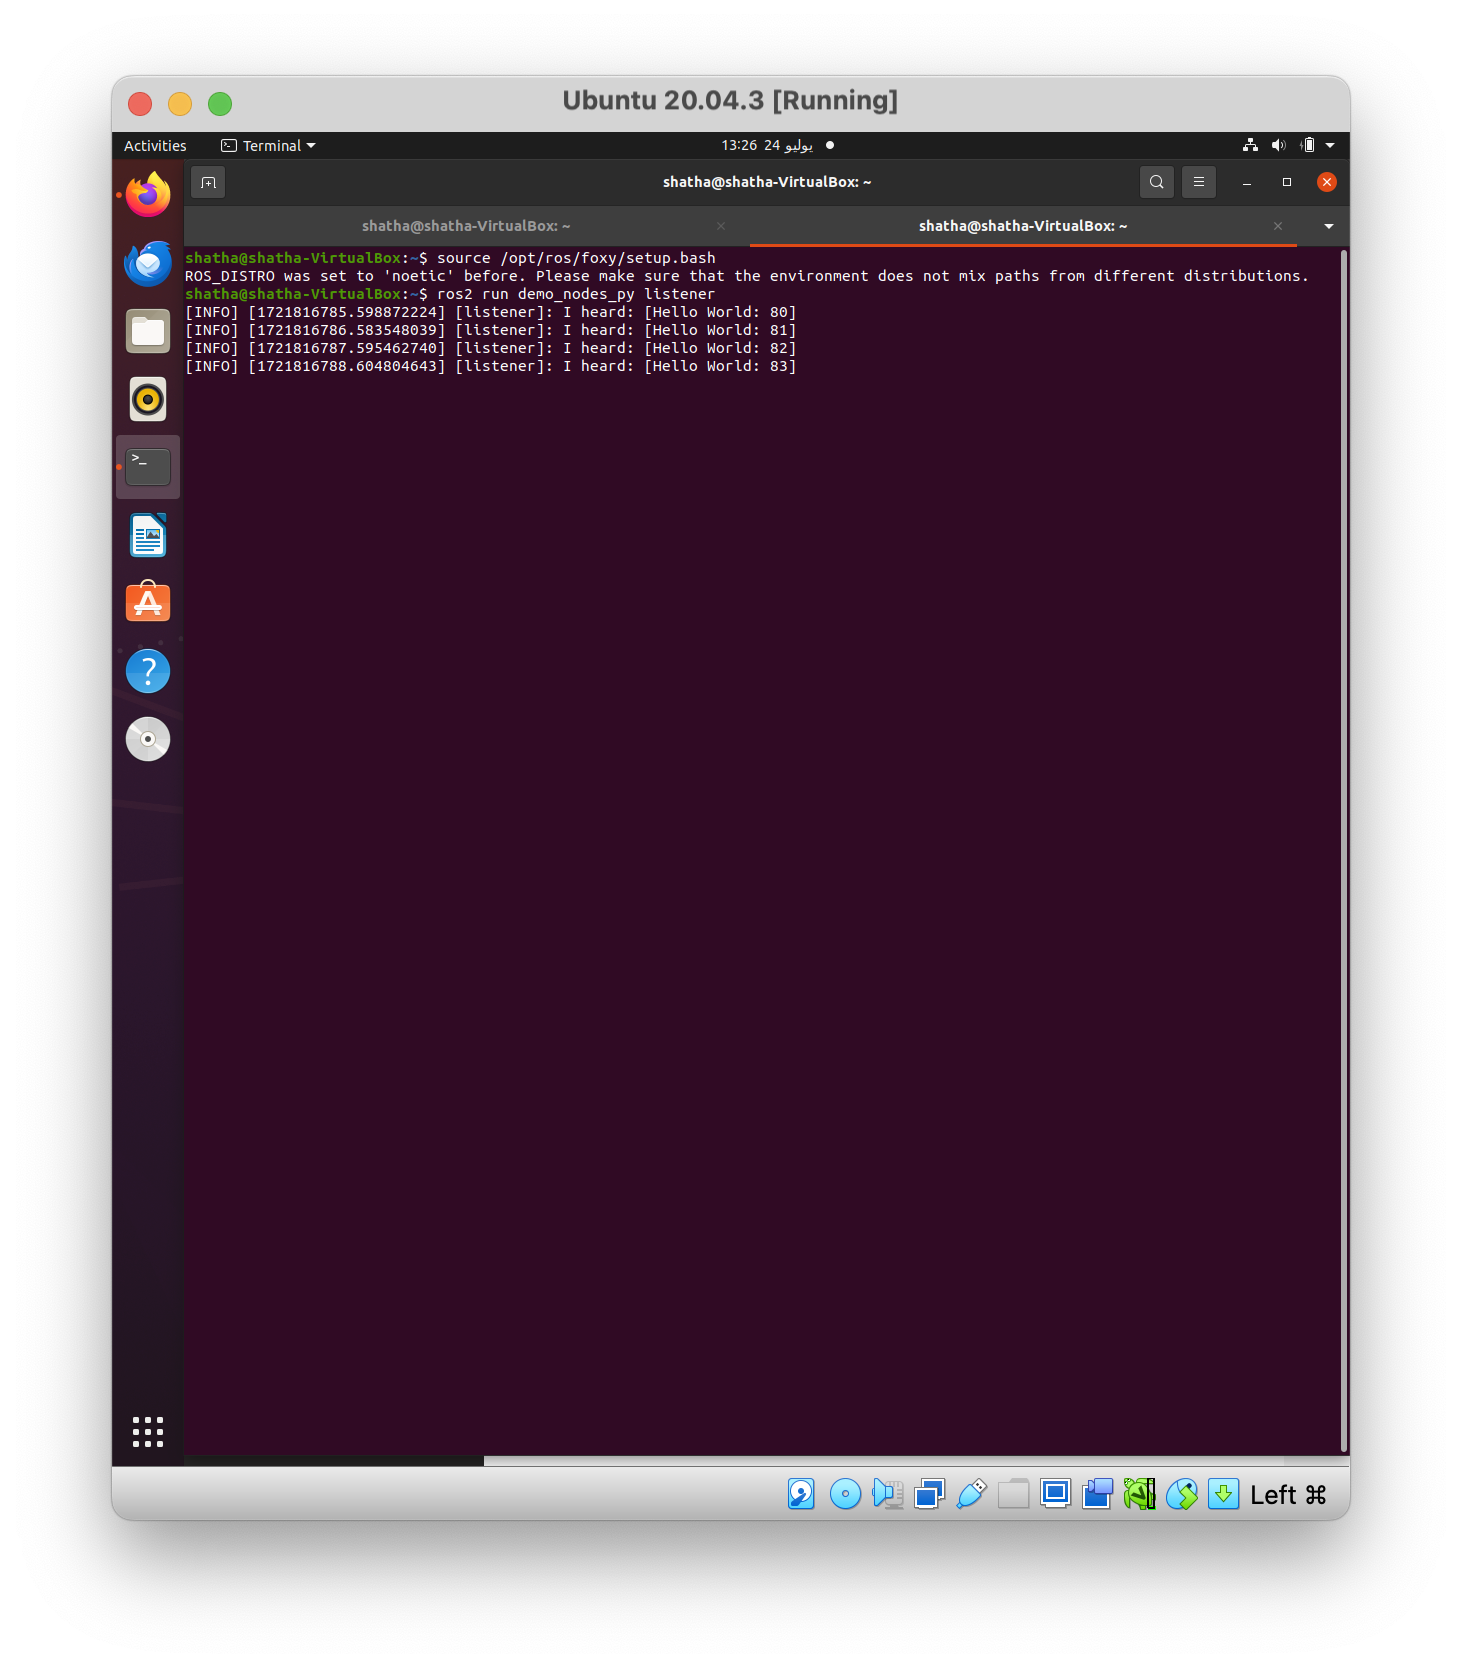 Ubuntu 20.04.3 [Running]
Activities
Terminal
13:26 24 يوليو
shatha@shatha-VirtualBox: ~
shatha@shatha-VirtualBox: ~
shatha@shatha-VirtualBox: ~
shatha@shatha-VirtualBox:~$ source /opt/ros/foxy/setup.bash
ROS_DISTRO was set to 'noetic' before. Please make sure that the environment does not mix paths from different distributions.
shatha@shatha-VirtualBox:~$ ros2 run demo_nodes_py listener
[INFO] [1721816785.598872224] [listener]: I heard: [Hello World: 80]
[INFO] [1721816786.583548039] [listener]: I heard: [Hello World: 81]
[INFO] [1721816787.595462740] [listener]: I heard: [Hello World: 82]
[INFO] [1721816788.604804643] [listener]: I heard: [Hello World: 83]
Left ⌘